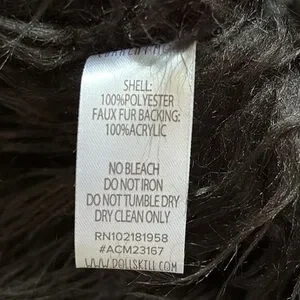 SHELL:
100%POLYESTER
FAUX FUR BACKING:
100%ACRYLIC
NO BLEACH
DO NOT IRON
DO NOT TUMBLE DRY
DRY CLEAN ONLY
RN102181958
#ACM23167
WWW.DOLLSKILL.COM